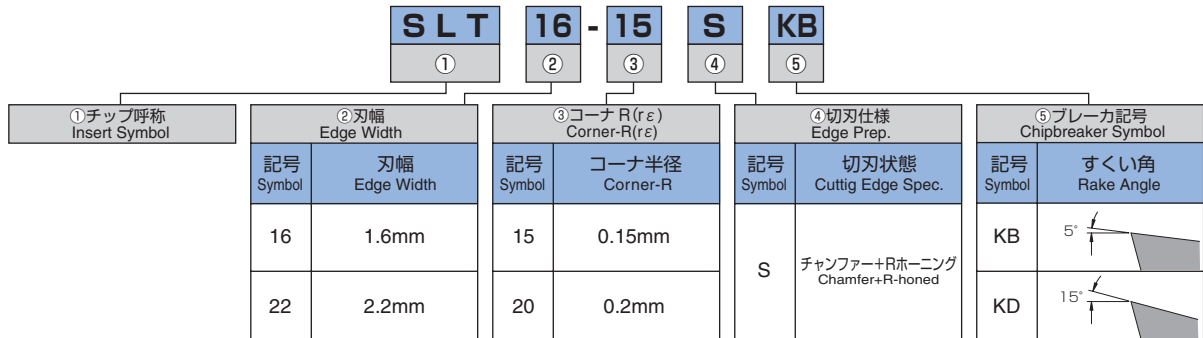 SLT 16 - 15 S KB
① ② ③ ④ ⑤
①チップ呼称
Insert Symbol
②刃幅
Edge Width
記号 刃幅
Symbol Edge Width
16 1.6mm
22 2.2mm
③コーナR(rε)
Corner-R(rε)
記号 コーナ半径
Symbol Corner-R
15 0.15mm
20 0.2mm
④切刃仕様
Edge Prep.
記号 切刃状態
Symbol Cuttig Edge Spec.
S チャンファー+Rホーニング
Chamfer+R-honed
⑤ブレーカ記号
Chipbreaker Symbol
記号 すくい角
Symbol Rake Angle
KB 5°
KD 15°